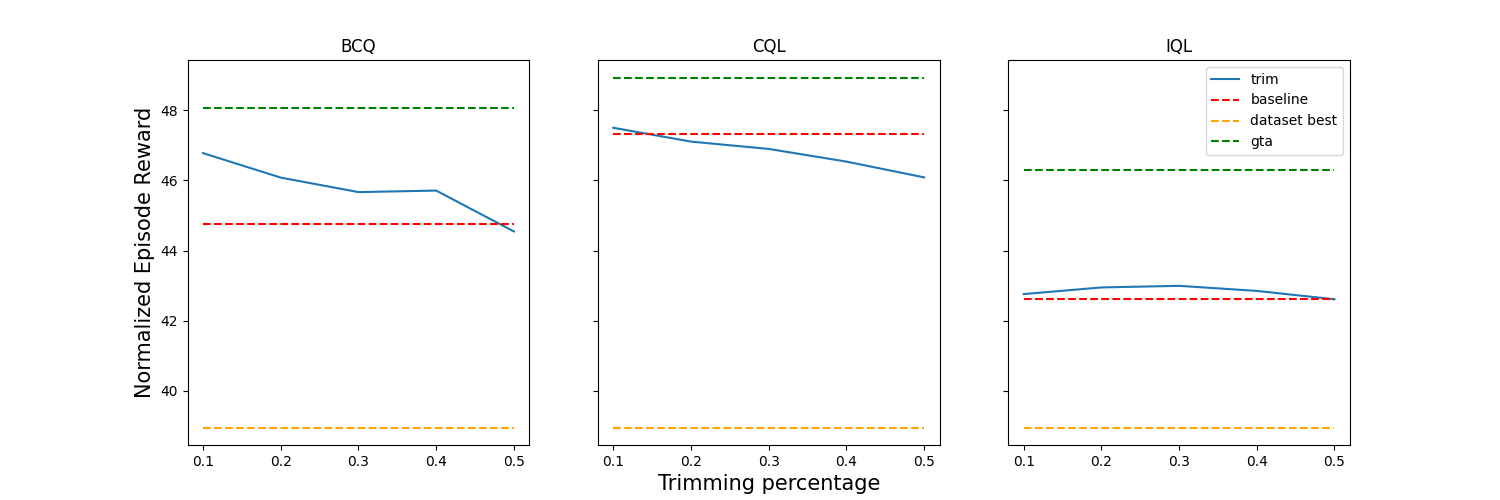 BCQ
CQL
IQL
Normalized Episode Reward
48
46
44
42
40
trim
baseline
dataset best
gta
0.1 0.2 0.3 0.4 0.5
0.1 0.2 0.3 0.4 0.5
0.1 0.2 0.3 0.4 0.5
Trimming percentage